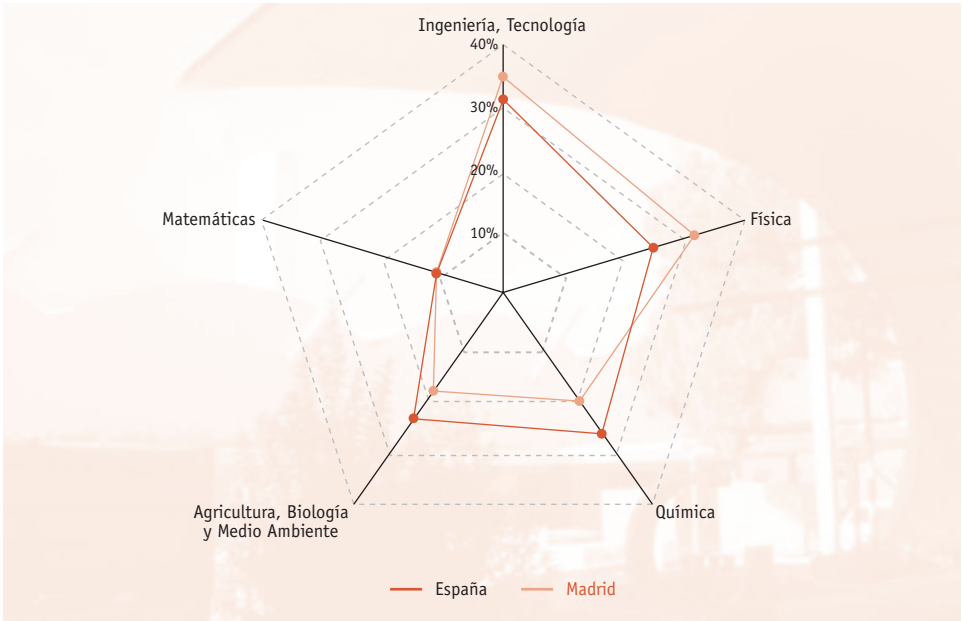 Ingeniería, Tecnología
40%
30%
20%
10%
Matemáticas
Física
Agricultura, Biología
y Medio Ambiente
Química
España
Madrid